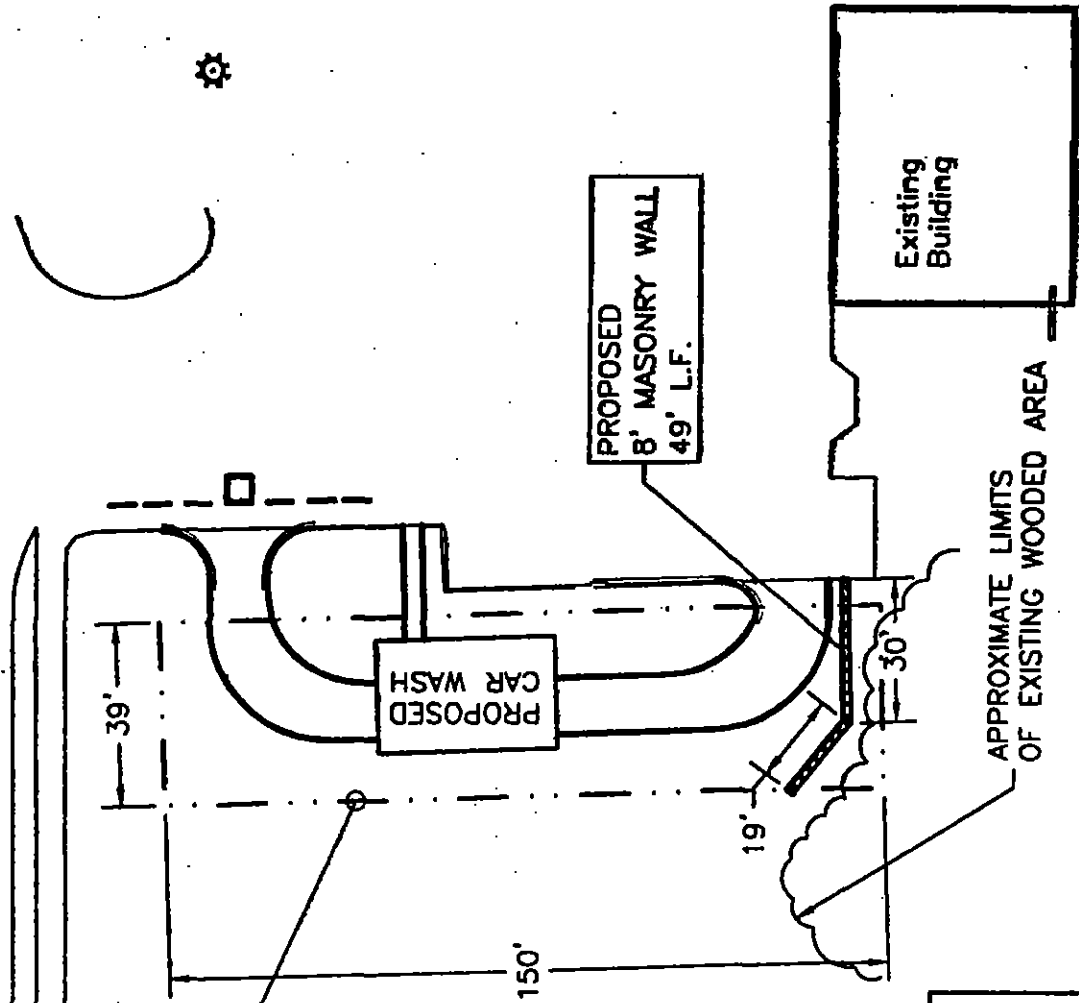 39'
PROPOSED
CAR WASH
PROPOSED
8' MASONRY WALL
49' L.F.
Existing
Building
30'
19'
150'
APPROXIMATE LIMITS
OF EXISTING WOODED AREA